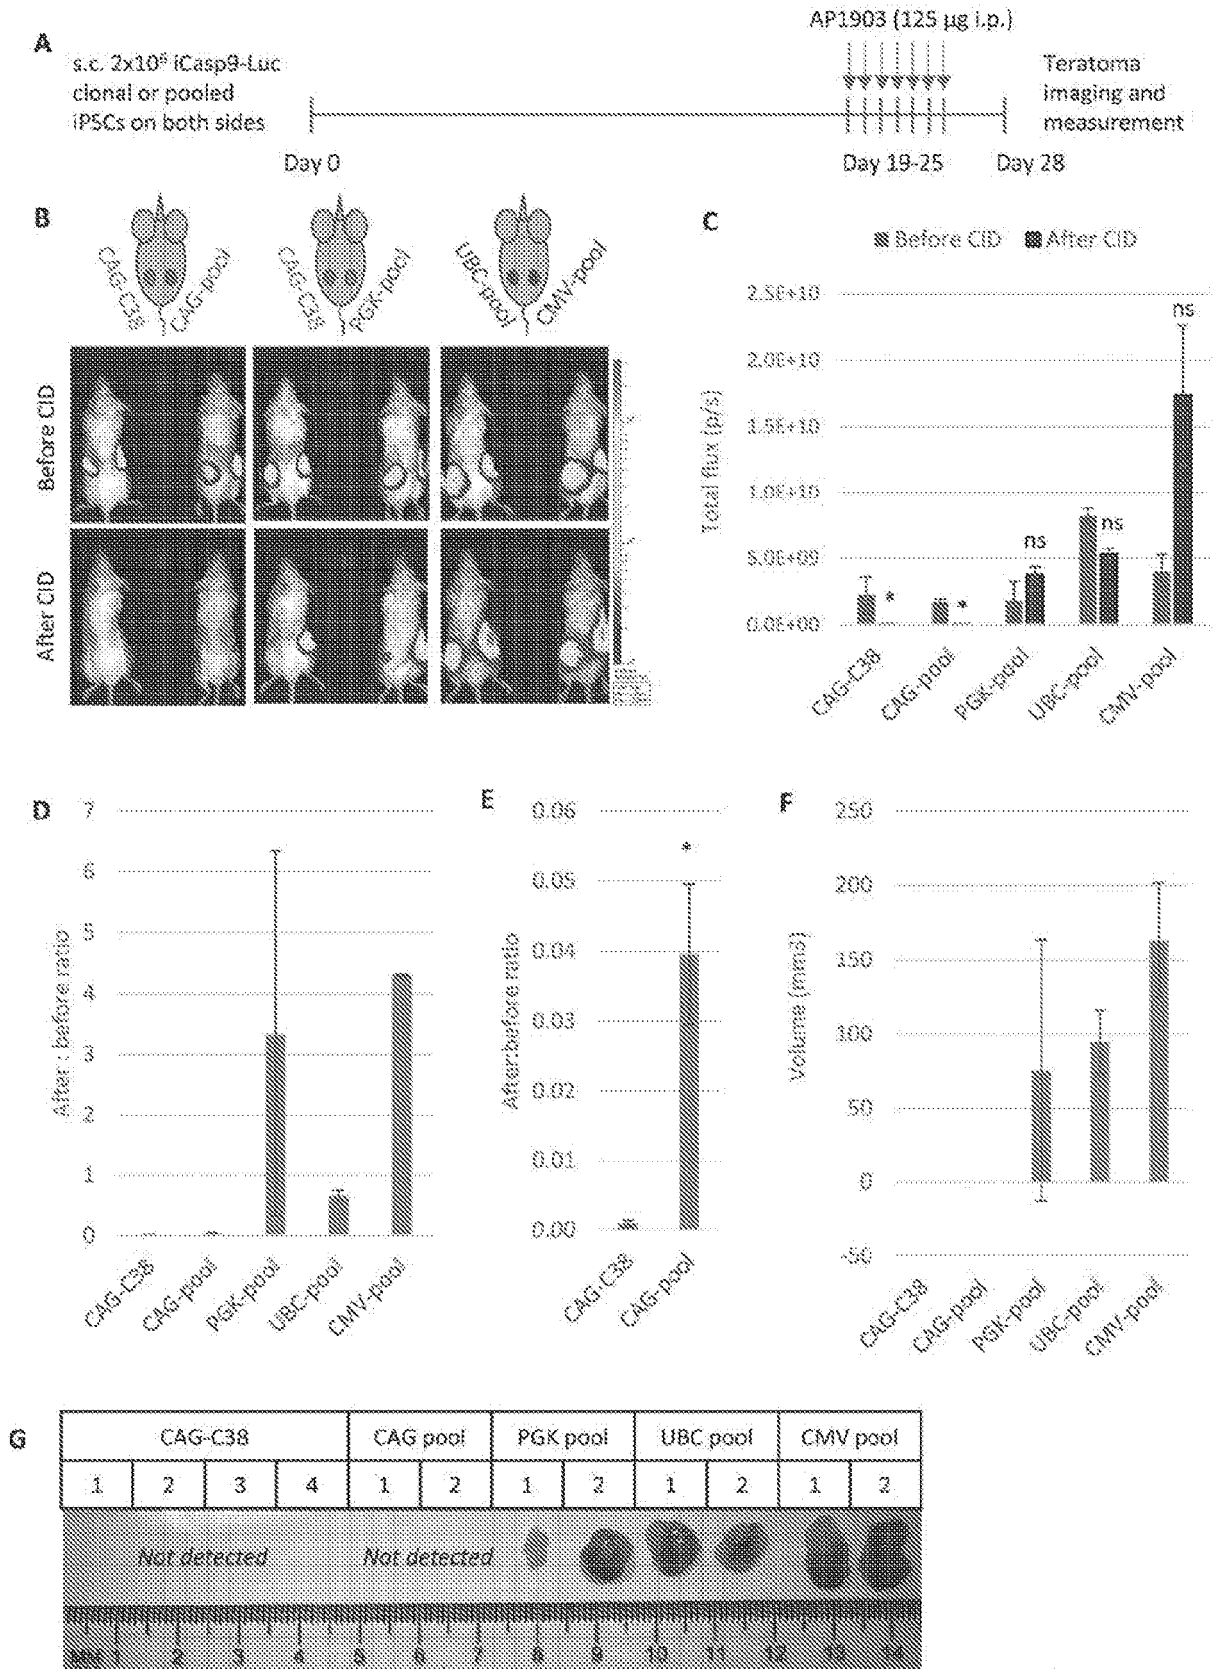 A
s.c. 2x10⁶ iCasp9-Luc
clonal or pooled
iPSCs on both sides
AP1903 (125 µg i.p.)
Teratoma
imaging and
measurement
Day 0
Day 19-25
Day 28
B
CAG-C38
CAG-pool
CAG-C38
PGK-pool
UBC-pool
CMV-pool
Before CID
After CID
C
Before CID
After CID
Total flux (p/s)
2.5E+10
2.0E+10
1.5E+10
1.0E+10
5.0E+09
0.0E+00
*
*
ns
ns
ns
CAG-C38
CAG-pool
PGK-pool
UBC-pool
CMV-pool
D
After : before ratio
7
6
5
4
3
2
1
0
CAG-C38
CAG-pool
PGK-pool
UBC-pool
CMV-pool
E
After:before ratio
0.06
0.05
0.04
0.03
0.02
0.01
0.00
*
CAG-C38
CAG-pool
F
Volume (mm3)
250
200
150
100
50
0
-50
CAG-C38
CAG-pool
PGK-pool
UBC-pool
CMV-pool
G
CAG-C38 CAG pool PGK pool UBC pool CMV pool
1 2 3 4 1 2 1 2 1 2 1 2
Not detected Not detected
MM 1 2 3 4 5 6 7 8 9 10 11 12 13 14